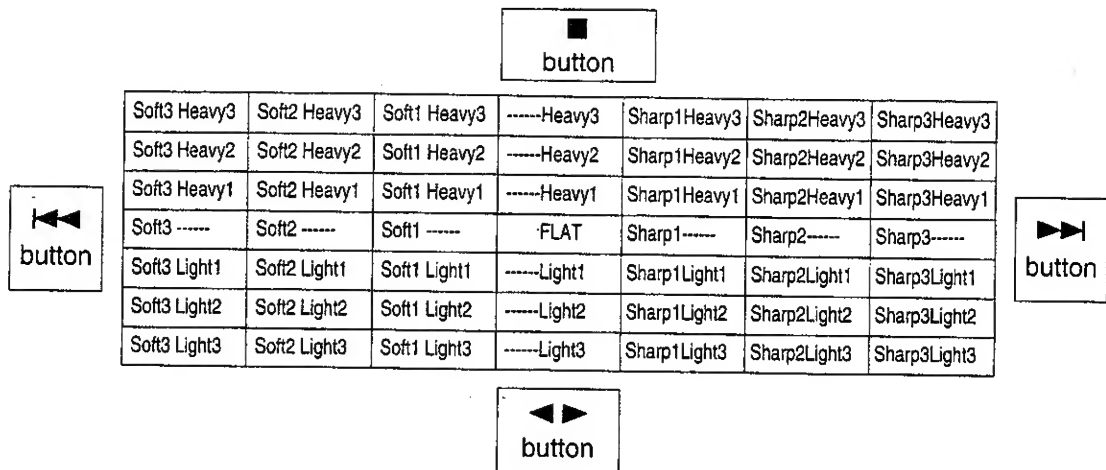 ■
button
Soft3 Heavy3 Soft2 Heavy3 Soft1 Heavy3 ------Heavy3 Sharp1Heavy3 Sharp2Heavy3 Sharp3Heavy3
Soft3 Heavy2 Soft2 Heavy2 Soft1 Heavy2 ------Heavy2 Sharp1Heavy2 Sharp2Heavy2 Sharp3Heavy2
Soft3 Heavy1 Soft2 Heavy1 Soft1 Heavy1 ------Heavy1 Sharp1Heavy1 Sharp2Heavy1 Sharp3Heavy1
Soft3 ------ Soft2 ------ Soft1 ------ FLAT Sharp1------ Sharp2------ Sharp3------
Soft3 Light1 Soft2 Light1 Soft1 Light1 ------Light1 Sharp1Light1 Sharp2Light1 Sharp3Light1
Soft3 Light2 Soft2 Light2 Soft1 Light2 ------Light2 Sharp1Light2 Sharp2Light2 Sharp3Light2
Soft3 Light3 Soft2 Light3 Soft1 Light3 ------Light3 Sharp1Light3 Sharp2Light3 Sharp3Light3
button
button
◀ ▶
button